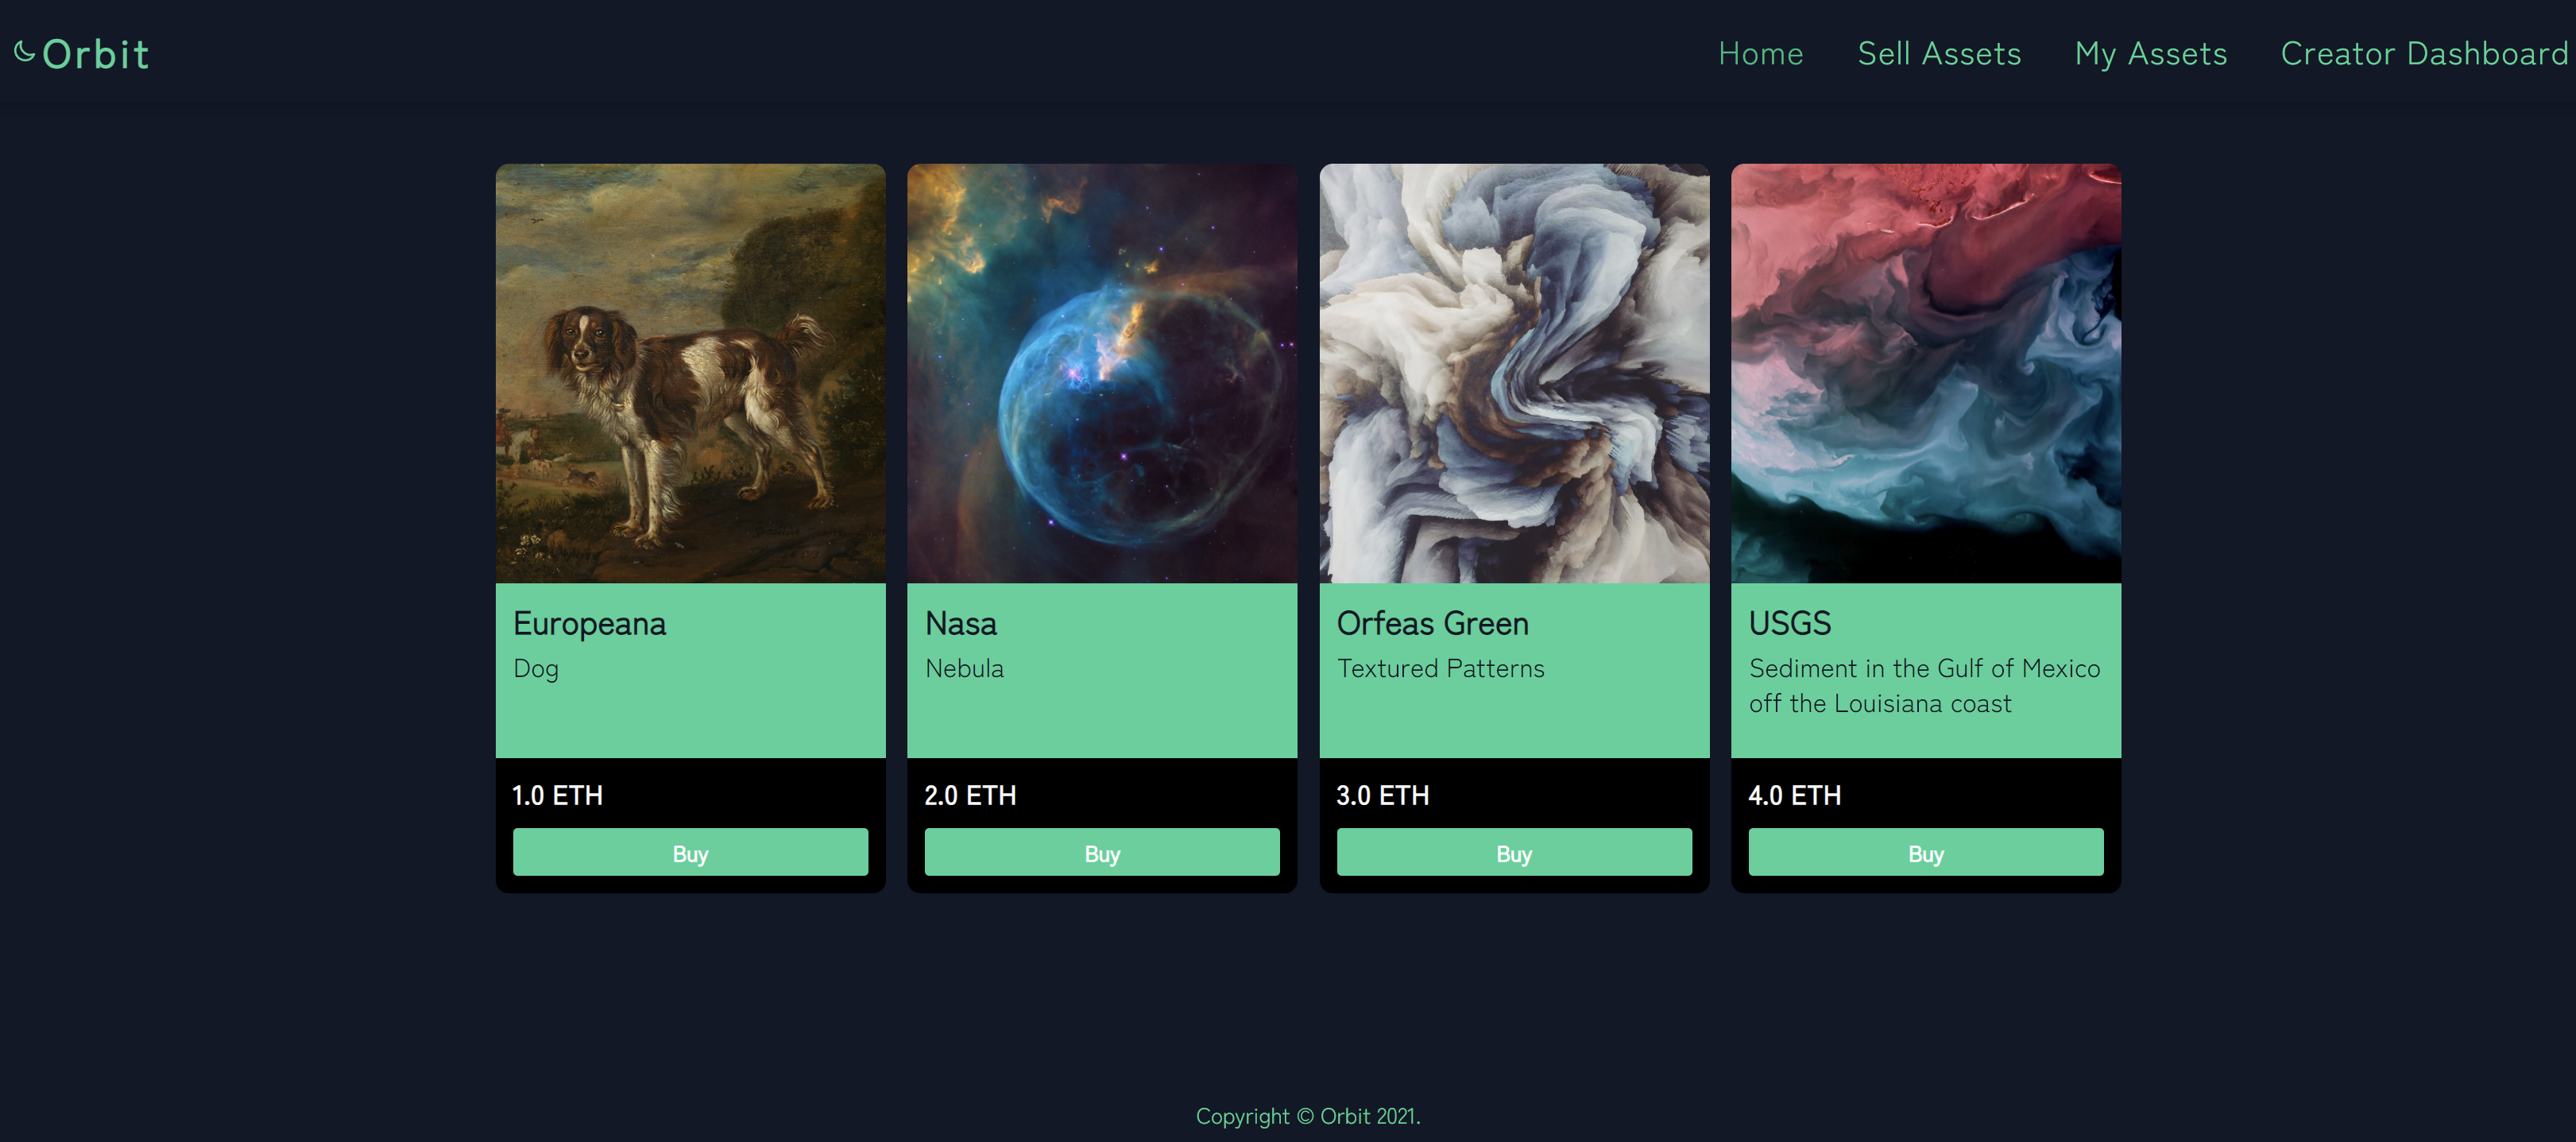 Orbit
Home
Sell Assets
My Assets
Creator Dashboard
Europeana
Dog
1.0 ETH
Buy
Nasa
Nebula
2.0 ETH
Buy
Orfeas Green
Textured Patterns
3.0 ETH
Buy
USGS
Sediment in the Gulf of Mexico
off the Louisiana coast
4.0 ETH
Buy
Copyright © Orbit 2021.